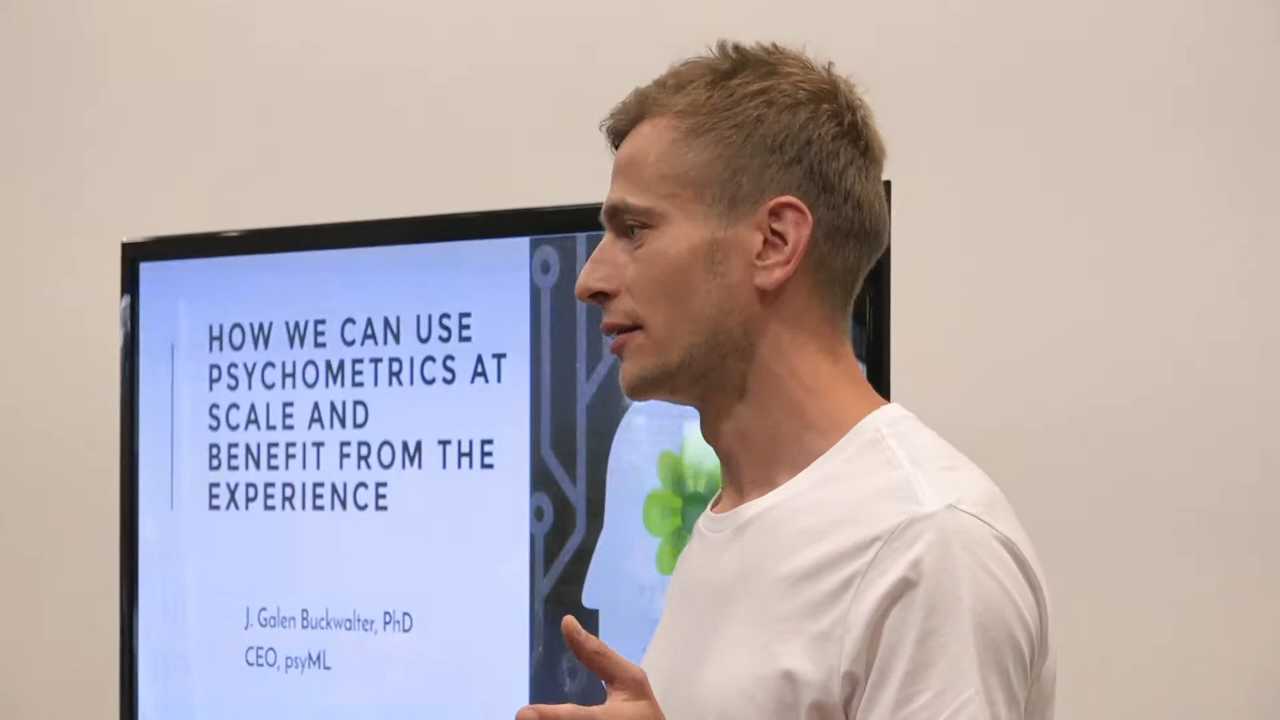 HOW WE CAN USE
PSYCHOMETRICS AT
SCALE AND
BENEFIT FROM THE
EXPERIENCE
J. Galen Buckwalter, PhD
CEO, psyML